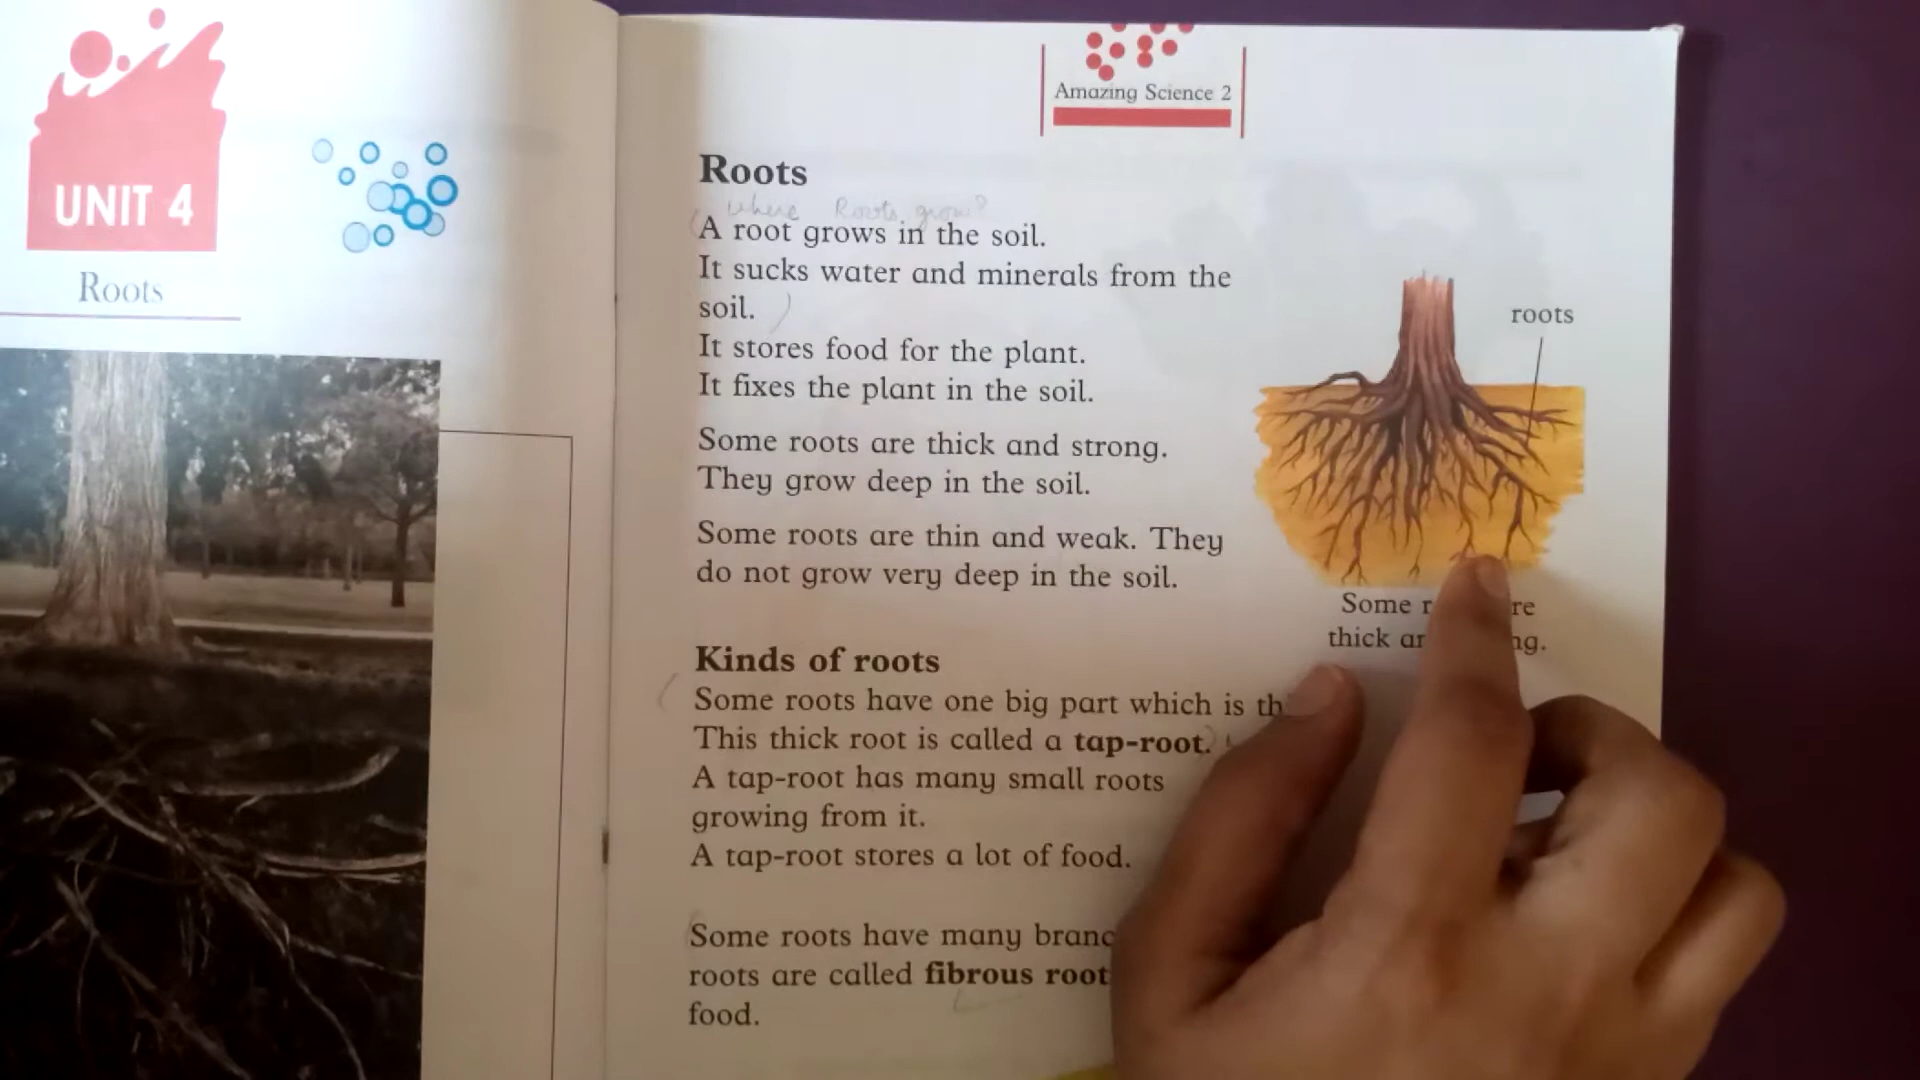 UNIT 4
Roots
Amazing Science 2
Roots
where Roots grow?
A root grows in the soil.
It sucks water and minerals from the
soil.
It stores food for the plant.
It fixes the plant in the soil.
Some roots are thick and strong.
They grow deep in the soil.
Some roots are thin and weak. They
do not grow very deep in the soil.
roots
Some
thick
Kinds of roots
Some roots have one big part which is
This thick root is called a tap-root.
A tap-root has many small roots
growing from it.
A tap-root stores a lot of food.
Some roots have many
roots are called fibrous
food.